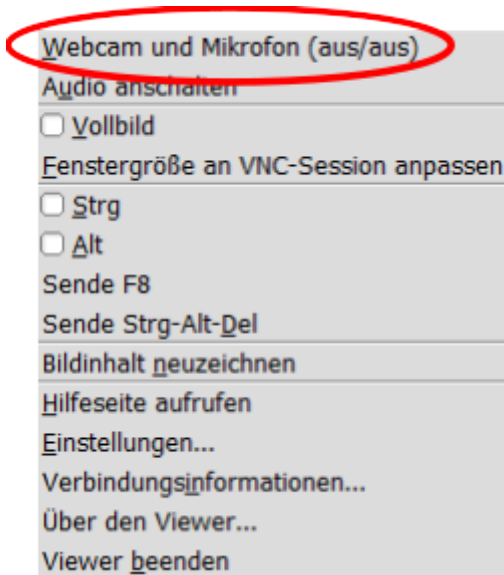 Webcam und Mikrofon (aus/aus)
Audio anschalten
Vollbild
Fenstergröße an VNC-Session anpassen
Strg
Alt
Sende F8
Sende Strg-Alt-Del
Bildinhalt neuzeichnen
Hilfeseite aufrufen
Einstellungen...
Verbindungsinformationen...
Über den Viewer...
Viewer beenden